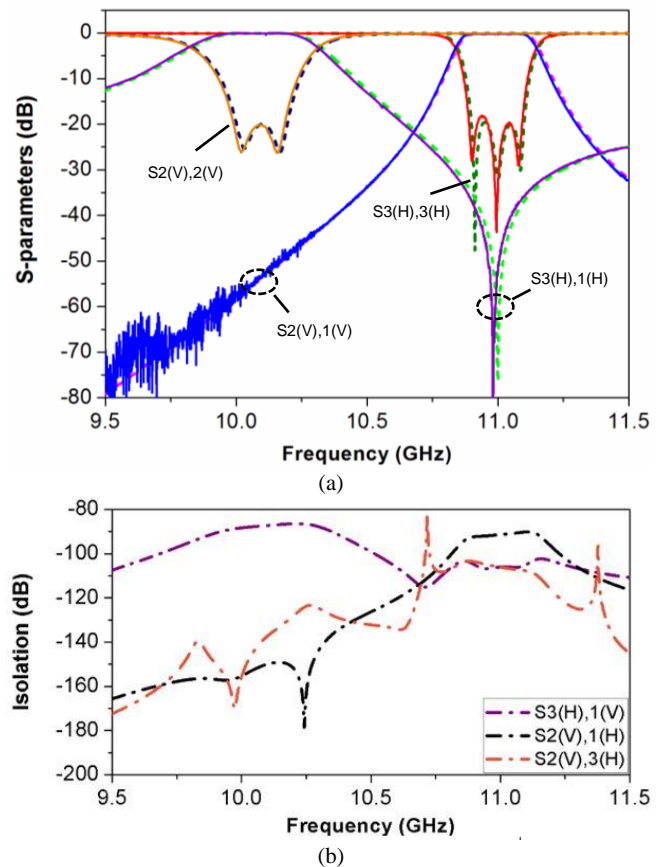 0
-10
-20
-30
-40
-50
-60
-70
-80
S-parameters (dB)
S2(V),2(V)
S3(H),3(H)
S3(H),1(H)
S2(V),1(V)
9.5 10.0 10.5 11.0 11.5
Frequency (GHz)
(a)
-80
-100
-120
-140
-160
-180
-200
Isolation (dB)
S3(H),1(V)
S2(V),1(H)
S2(V),3(H)
9.5 10.0 10.5 11.0 11.5
Frequency (GHz)
(b)